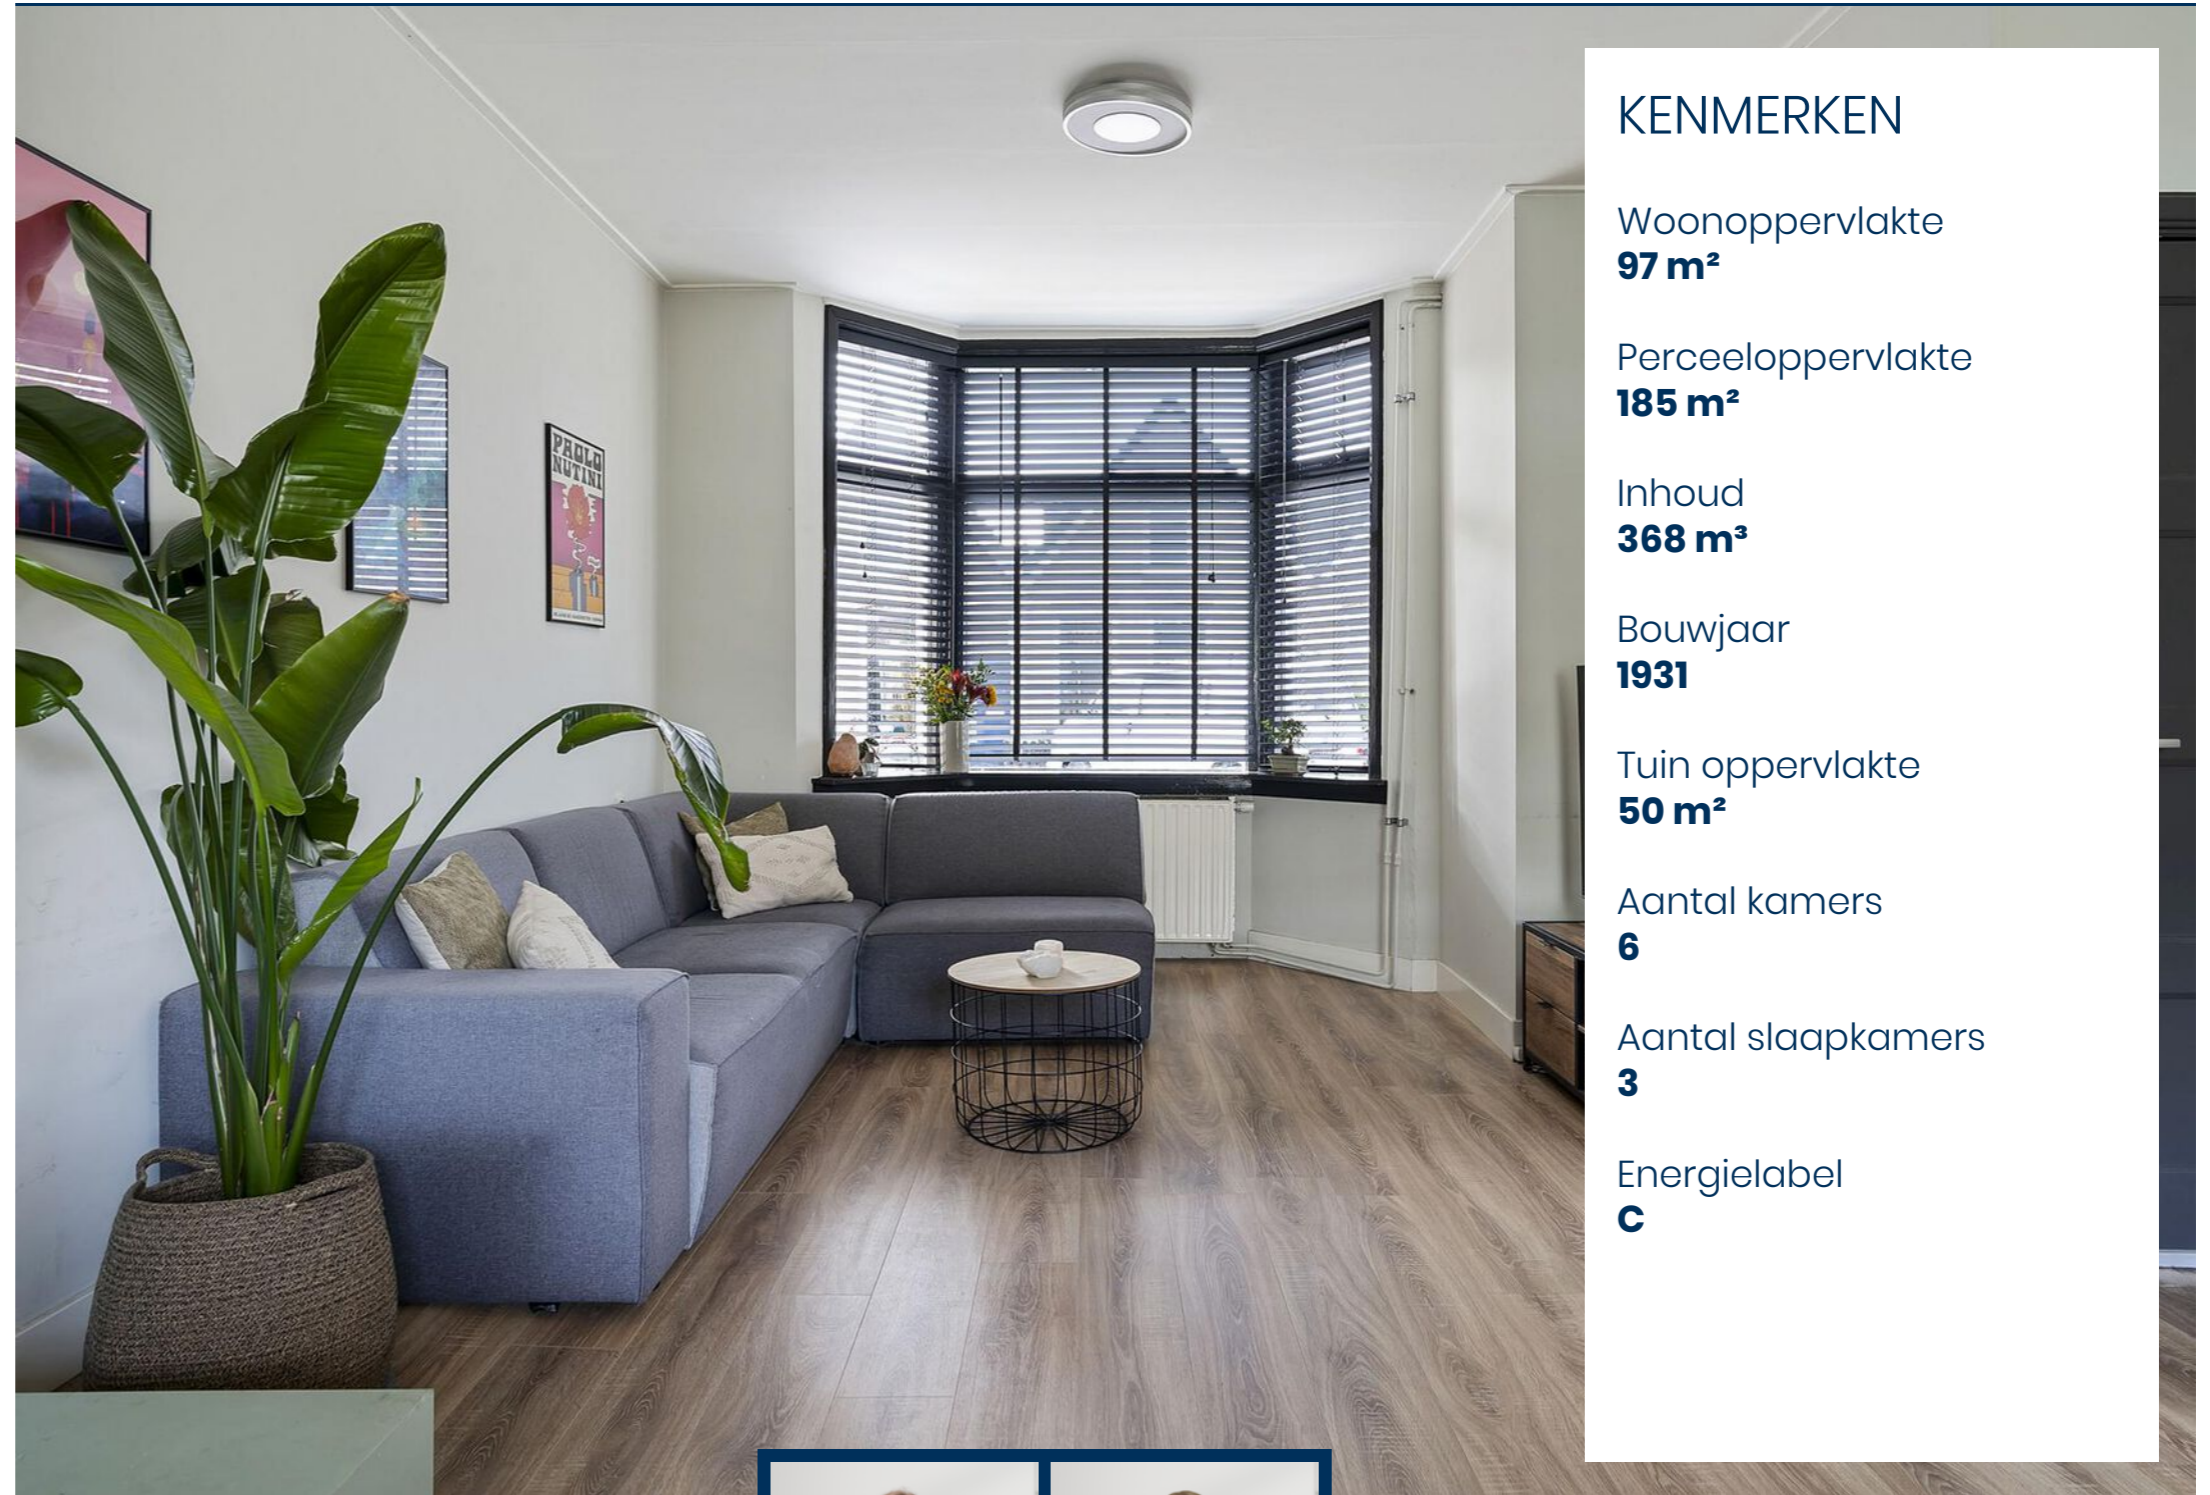 KENMERKEN
Woonoppervlakte
97 m²
Perceeloppervlakte
185 m²
Inhoud
368 m³
Bouwjaar
1931
Tuin oppervlakte
50 m²
Aantal kamers
6
Aantal slaapkamers
3
Energielabel
C
PAOLO
NUTINI